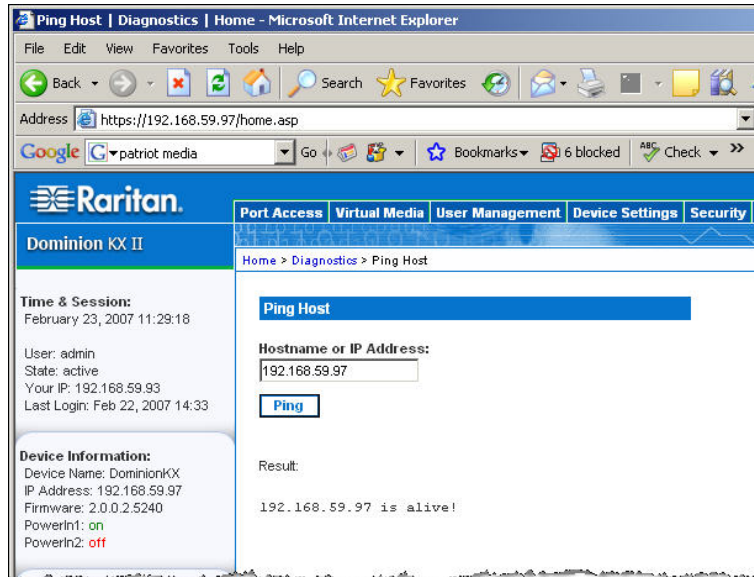 Ping Host | Diagnostics | Home - Microsoft Internet Explorer
File Edit View Favorites Tools Help
Back Search Favorites
Address https://192.168.59.97/home.asp
Google G patriot media Go Bookmarks 6 blocked ABC Check »
Raritan.
Port Access Virtual Media User Management Device Settings Security
Dominion KX II
Home > Diagnostics > Ping Host
Time & Session:
February 23, 2007 11:29:18
User: admin
State: active
Your IP: 192.168.59.93
Last Login: Feb 22, 2007 14:33
Device Information:
Device Name: DominionKX
IP Address: 192.168.59.97
Firmware: 2.0.0.2.5240
PowerIn1: on
PowerIn2: off
Ping Host
Hostname or IP Address:
192.168.59.97
Ping
Result:
192.168.59.97 is alive!